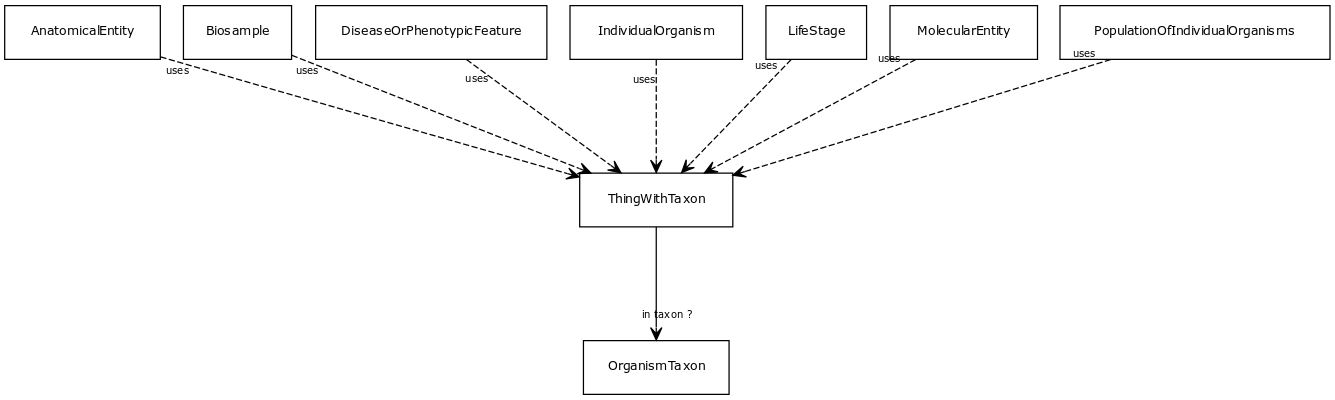 AnatomicalEntity
Biosample
DiseaseOrPhenotypicFeature
IndividualOrganism
LifeStage
MolecularEntity
PopulationOfIndividualOrganisms
uses
uses
uses
uses
uses
uses
uses
ThingWithTaxon
in taxon ?
OrganismTaxon